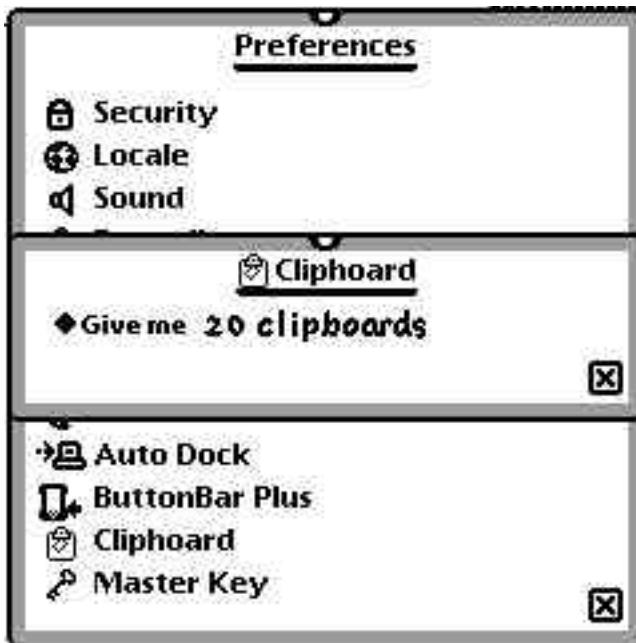 Preferences
Security
Locale
Sound
Cliphoard
Give me 20 clipboards
Auto Dock
ButtonBar Plus
Cliphoard
Master Key